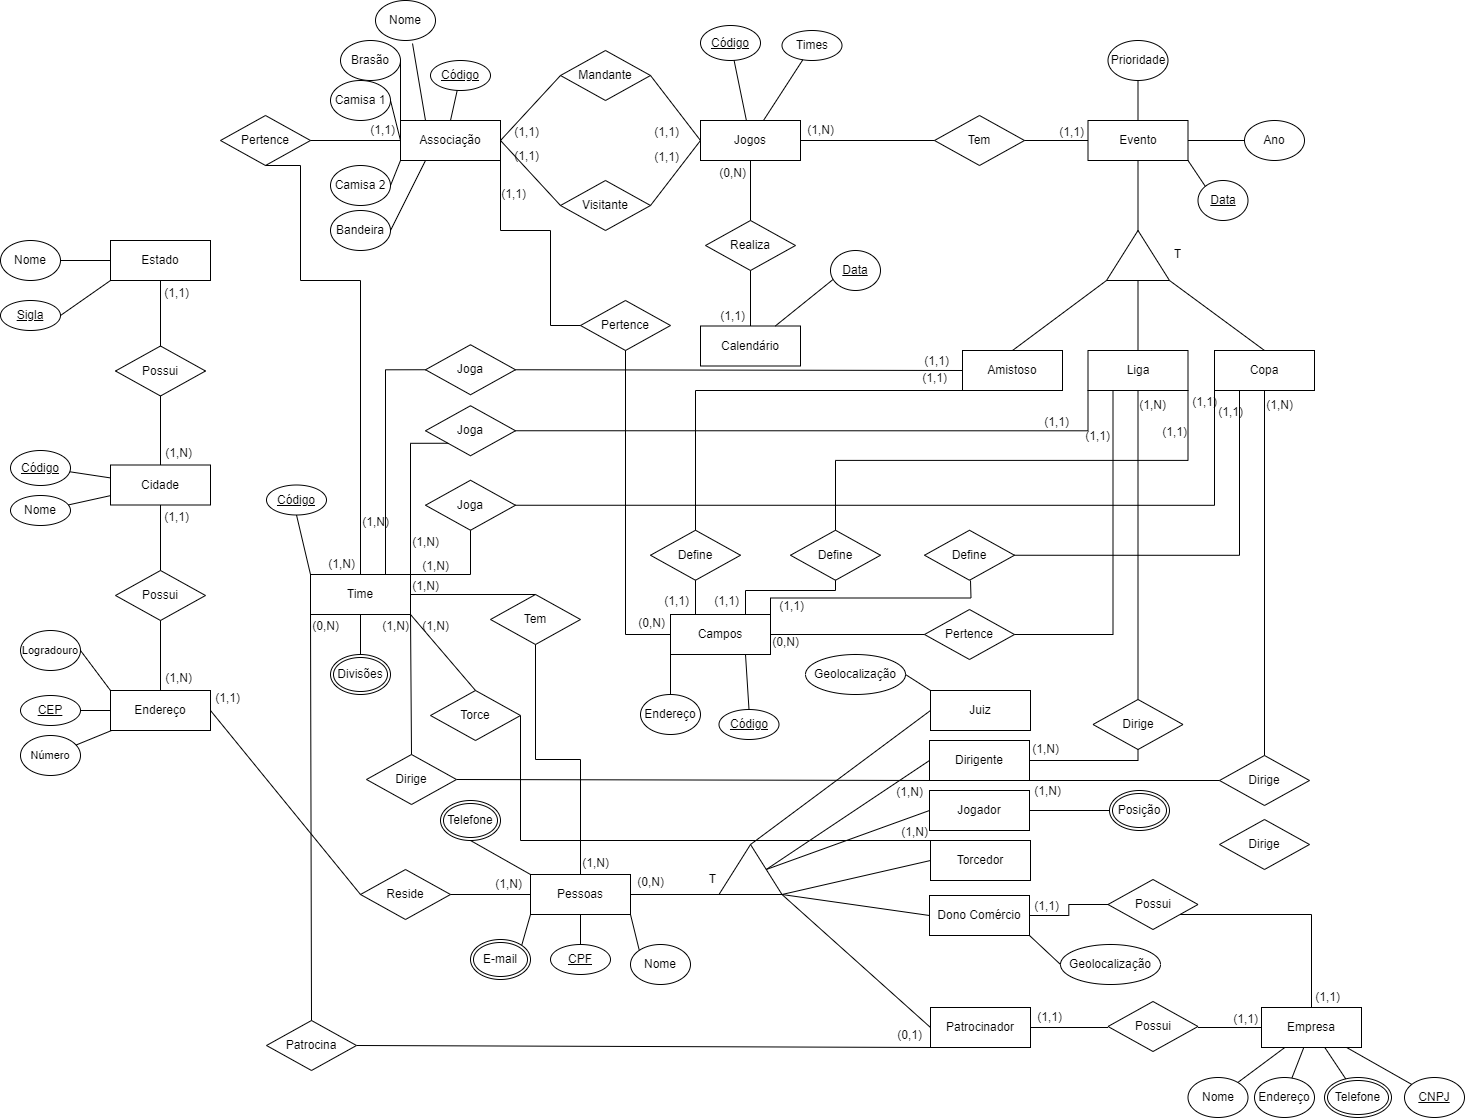 Nome
Brasão
Código
Camisa 1
Mandante
Código
Times
Prioridade
Pertence
(1,1)
Associação
(1,1)
(1,1)
(1,1)
(1,1)
(1,1)
Jogos
(1,N)
Tem
(1,1)
Evento
Ano
(0,N)
Camisa 2
Visitante
Data
Bandeira
Realiza
T
Nome
Estado
Sigla
(1,1)
Data
(1,1)
Pertence
Calendário
Possui
Joga
(1,1)
(1,1)
Amistoso
Liga
Copa
(1,1)
(1,N)
(1,1)
(1,N)
Joga
(1,1)
(1,1)
(1,1)
(1,N)
Código
Cidade
Nome
(1,1)
Código
Joga
(1,N)
(1,N)
(1,N)
(1,N)
Define
Define
Define
Possui
Time
(1,N)
(1,1)
(1,1)
(1,1)
(0,N)
(1,N)
(1,N)
Tem
(0,N)
Campos
(0,N)
Pertence
Logradouro
(1,N)
Divisões
Geolocalização
(1,1)
CEP
Endereço
Torce
Endereço
Código
Juiz
Dirige
Número
Dirige
Dirigente
(1,N)
Dirige
(1,N)
Jogador
(1,N)
Posição
Telefone
(1,N)
Dirige
(1,N)
Torcedor
Reside
(1,N)
Pessoas
(0,N)
T
Dono Comércio
(1,1)
Possui
E-mail
CPF
Nome
Geolocalização
(1,1)
Patrocina
(0,1)
Patrocinador
(1,1)
Possui
(1,1)
Empresa
Nome
Endereço
Telefone
CNPJ